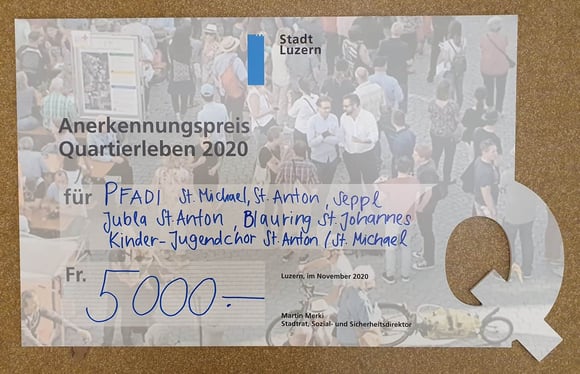 Stadt
Luzern
Anerkennungspreis
Quartierleben 2020
für PFADI St. Michael, St. Anton, Seppl
Jubla St. Anton, Blauring St. Johannes
Kinder-Jugendchor St. Anton / St. Michael
Fr. 5000.–
Luzern, im November 2020
Martin Merki
Stadtrat, Sozial- und Sicherheitsdirektor
Q